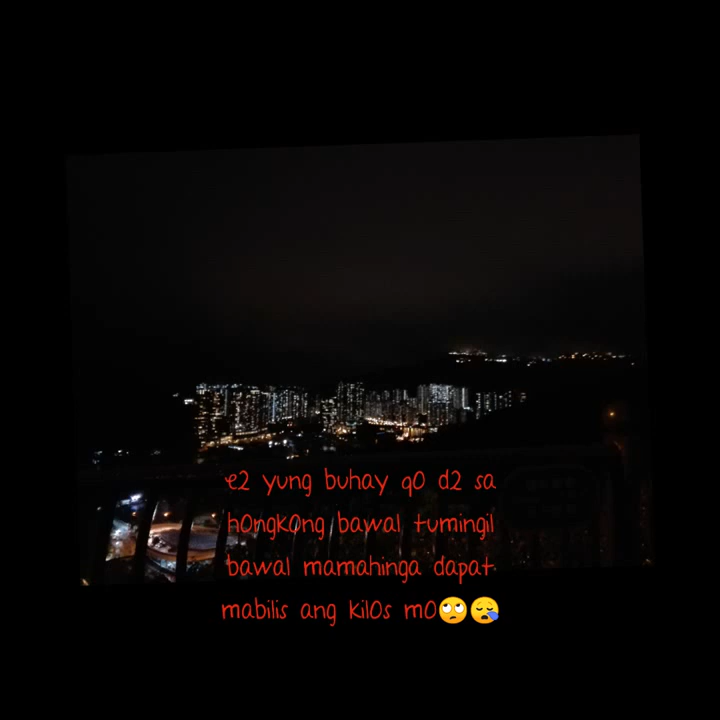 e2 yung buhay q0 d2 sa
h0ngk0ng bawal tumingil
bawal mamahinga dapat
mabilis ang kil0s m0🙄😪